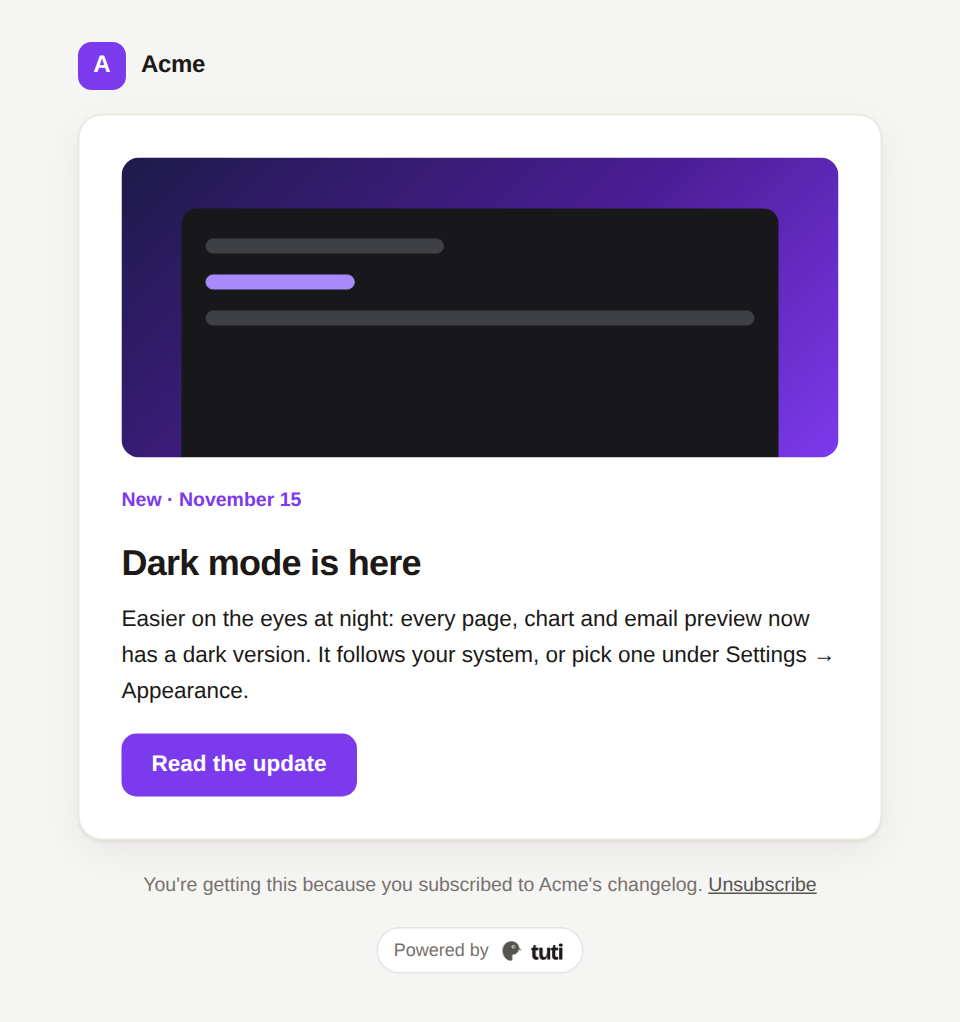 A
Acme
New · November 15
Dark mode is here
Easier on the eyes at night: every page, chart and email preview now
has a dark version. It follows your system, or pick one under Settings →
Appearance.
Read the update
You're getting this because you subscribed to Acme's changelog. Unsubscribe
Powered by tuti